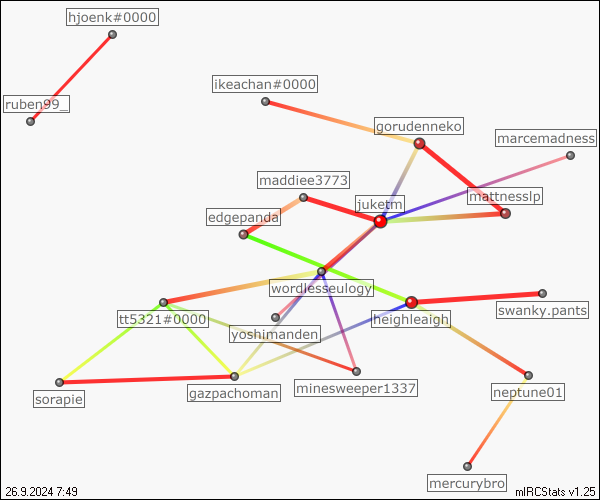 hjoenk#0000
ikeachan#0000
ruben99_
gorudenneko
marcemadness
maddiee3773
mattnesslp
juketm
edgepanda
wordlesseulogy
swanky.pants
tt5321#0000
heighleaigh
yoshimanden
minesweeper1337
neptune01
gazpachoman
sorapie
mercurybro
26.9.2024 7:49
mIRCStats v1.25